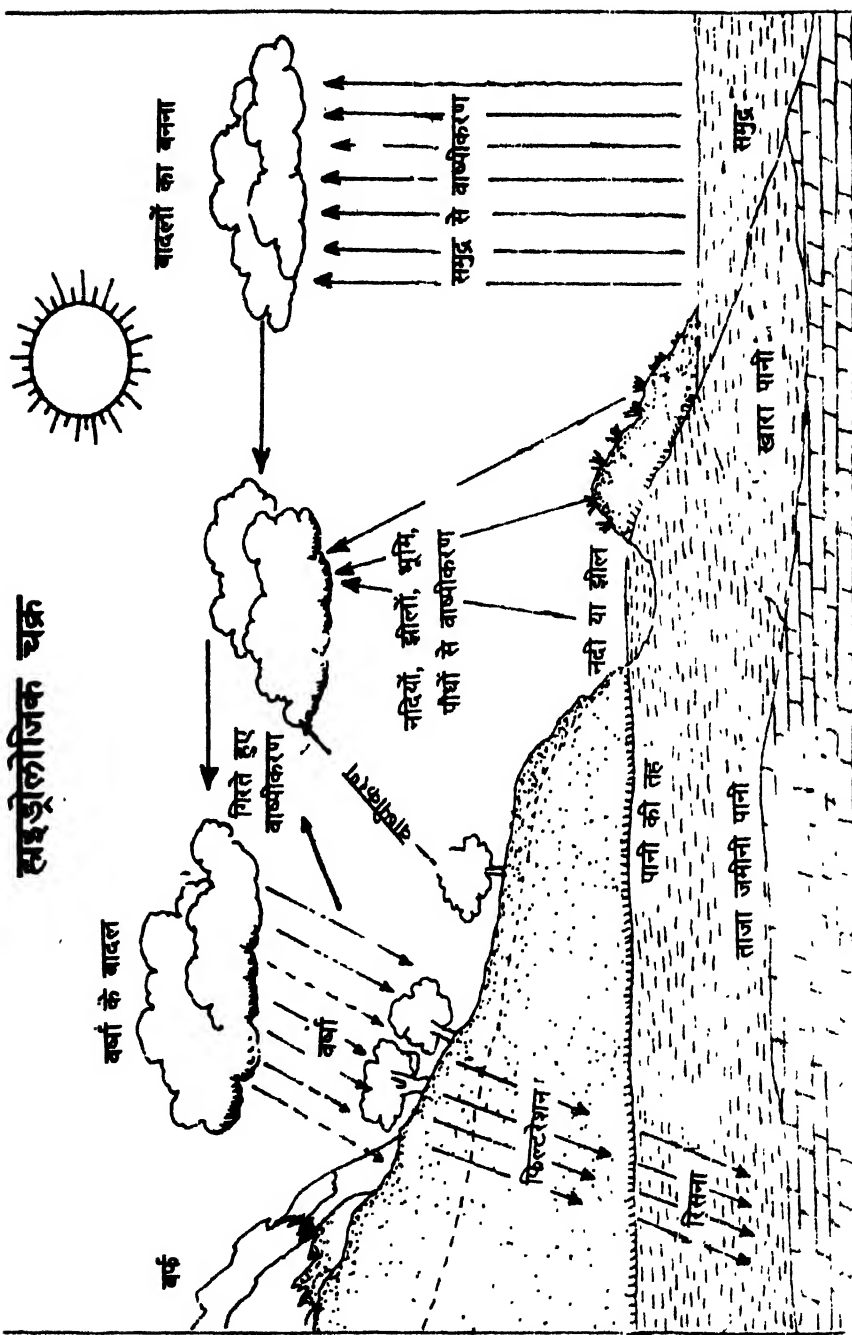 हाइड्रोलोजिक चक्र
बर्फ
वर्षा के बादल
वर्षा
गिरते हुए
वाष्पीकरण
वाष्पीकरण
बादलों का बनना
नदियों, झीलों, भूमि,
पौधों से वाष्पीकरण
समुद्र से वाष्पीकरण
फिल्टरेशन
रिसना
पानी की तह
ताजा जमीनी पानी
नदी या झील
खारा पानी
समुद्र